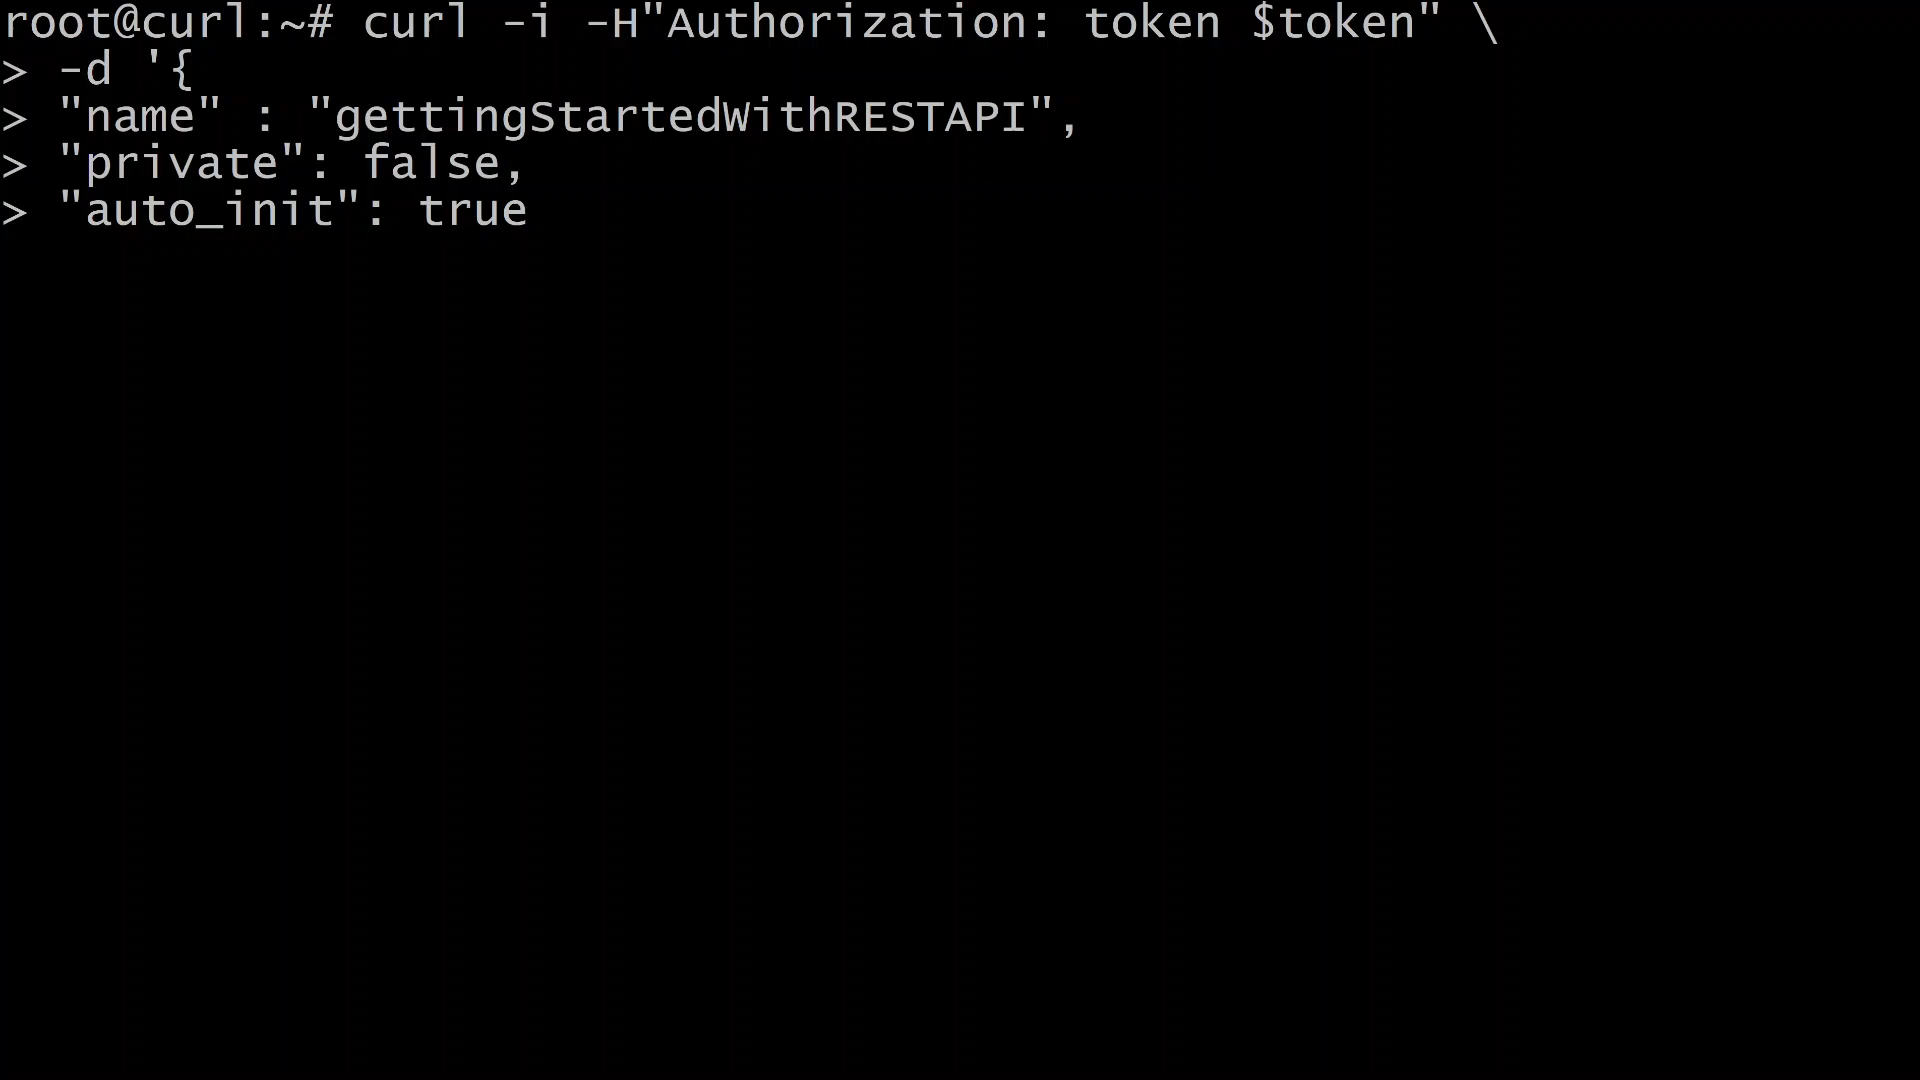 root@curl:~# curl -i -H"Authorization: token $token" \
> -d '{
> "name" : "gettingStartedWithRESTAPI",
> "private": false,
> "auto_init": true